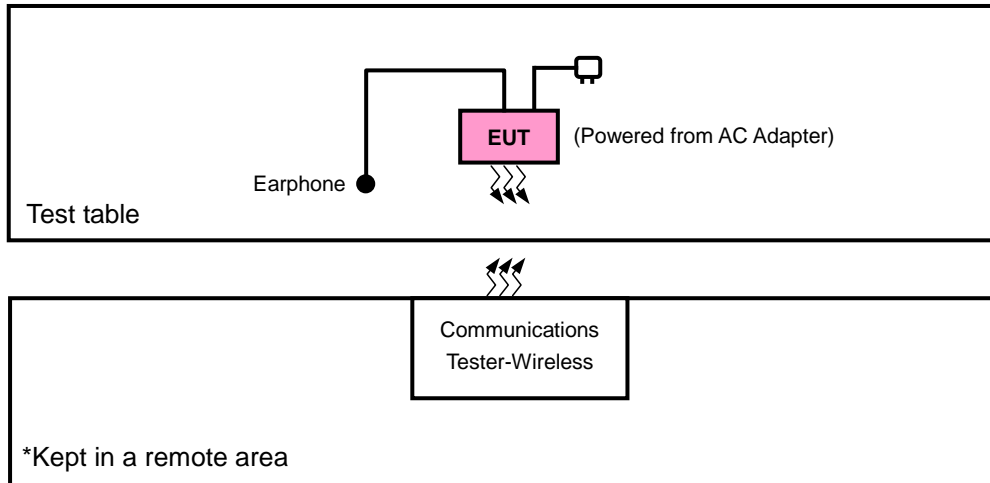 EUT
(Powered from AC Adapter)
Earphone
Test table
Communications
Tester-Wireless
*Kept in a remote area